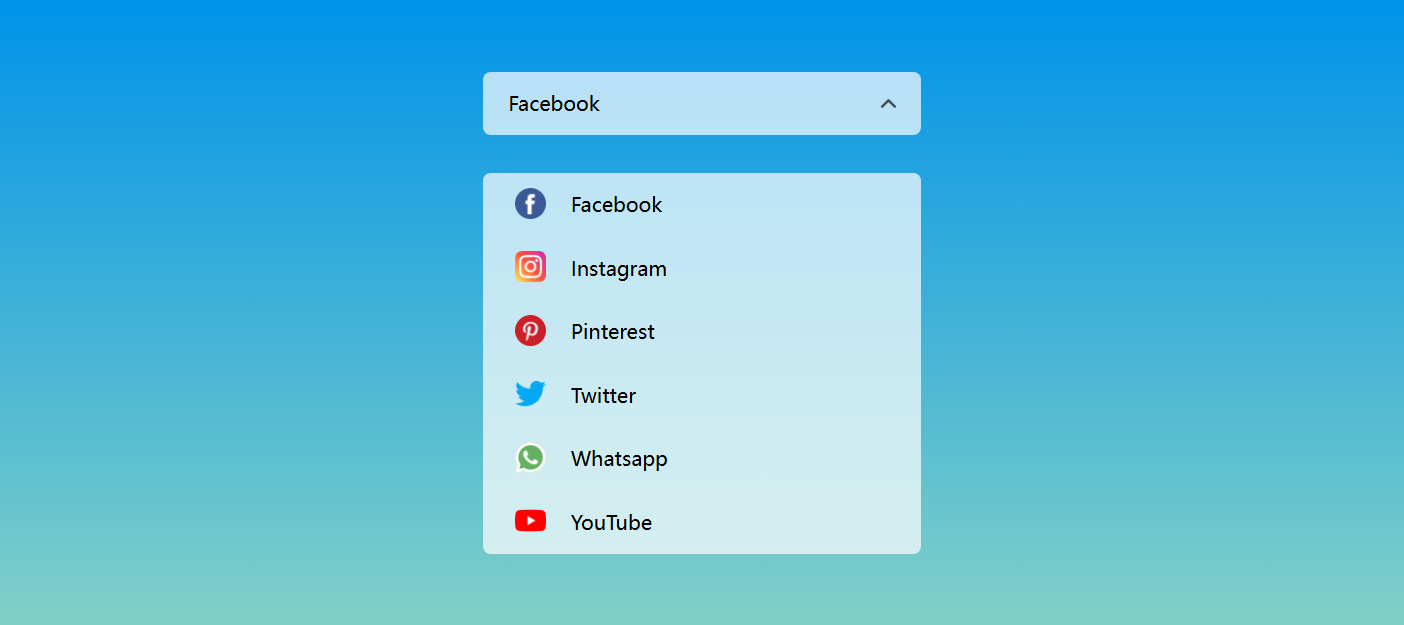 Facebook
Facebook
Instagram
Pinterest
Twitter
Whatsapp
YouTube